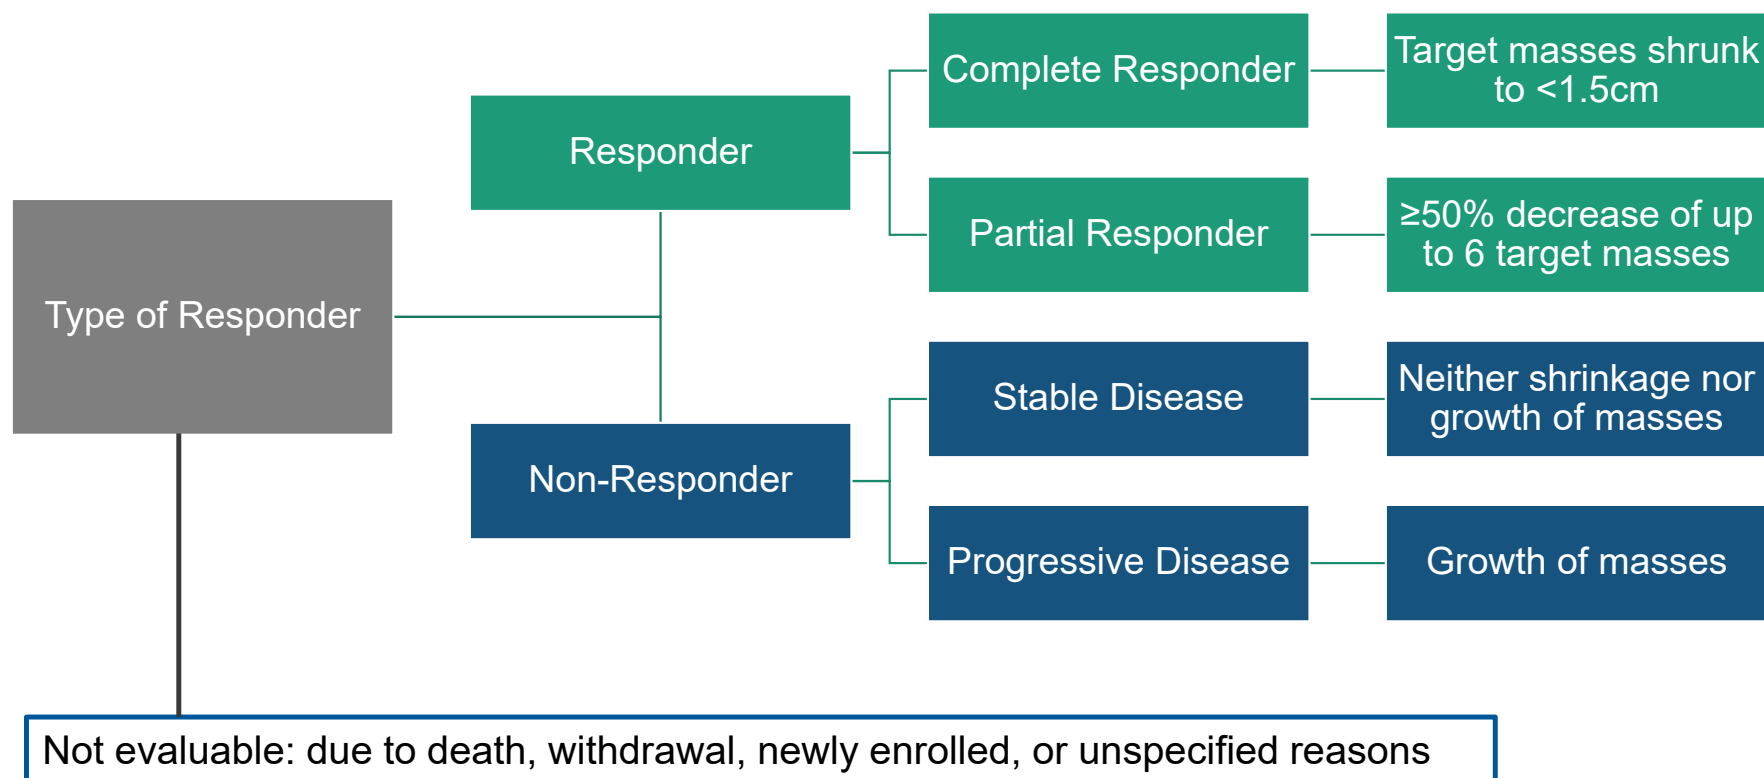 Type of Responder
Responder
Complete Responder
Target masses shrunk
to <1.5cm
Partial Responder
≥50% decrease of up
to 6 target masses
Non-Responder
Stable Disease
Neither shrinkage nor
growth of masses
Progressive Disease
Growth of masses
Not evaluable: due to death, withdrawal, newly enrolled, or unspecified reasons